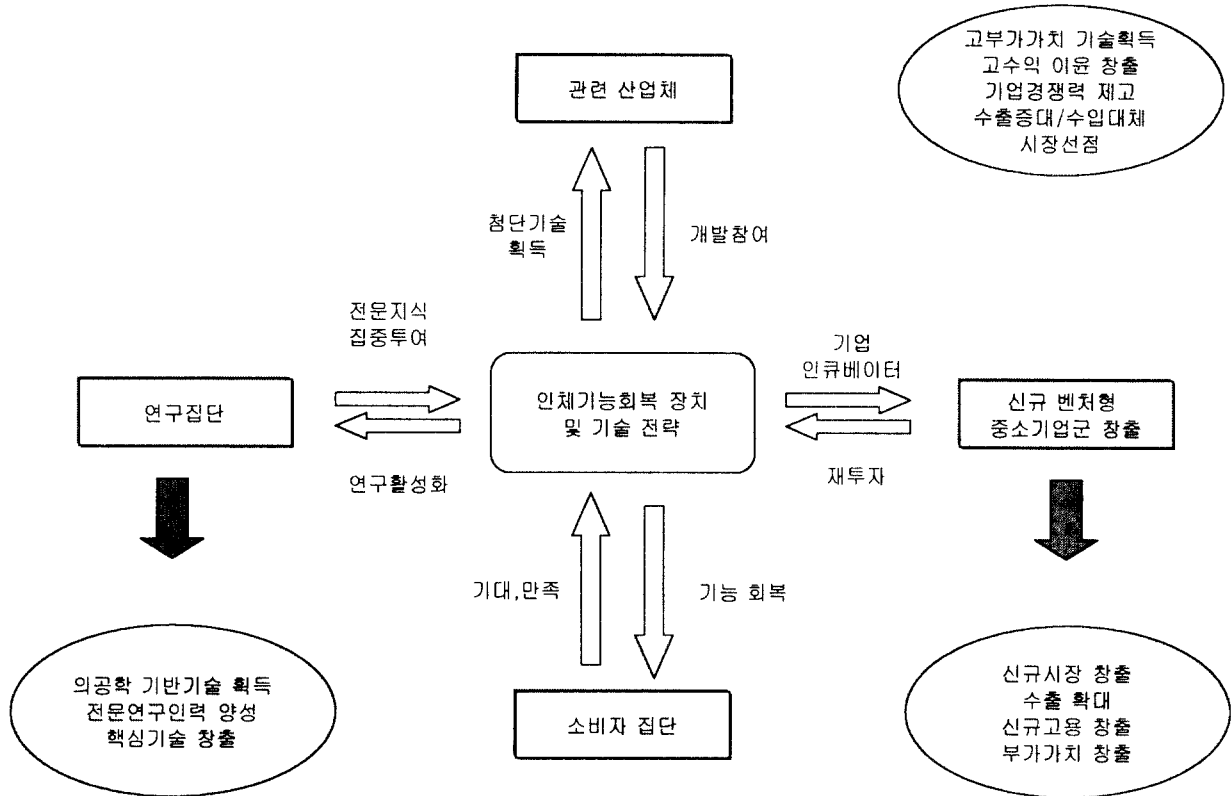 고부가가치 기술획득
고수익 이윤 창출
기업경쟁력 제고
수출증대/수입대체
시장선점
관련 산업체
첨단기술
획득
개발참여
전문지식
집중투여
기업
인큐베이터
연구집단
인체기능회복 장치
및 기술 전략
신규 벤처형
중소기업군 창출
연구활성화
재투자
기대,만족
기능 회복
의공학 기반기술 획득
전문연구인력 양성
핵심기술 창출
소비자 집단
신규시장 창출
수출 확대
신규고용 창출
부가가치 창출